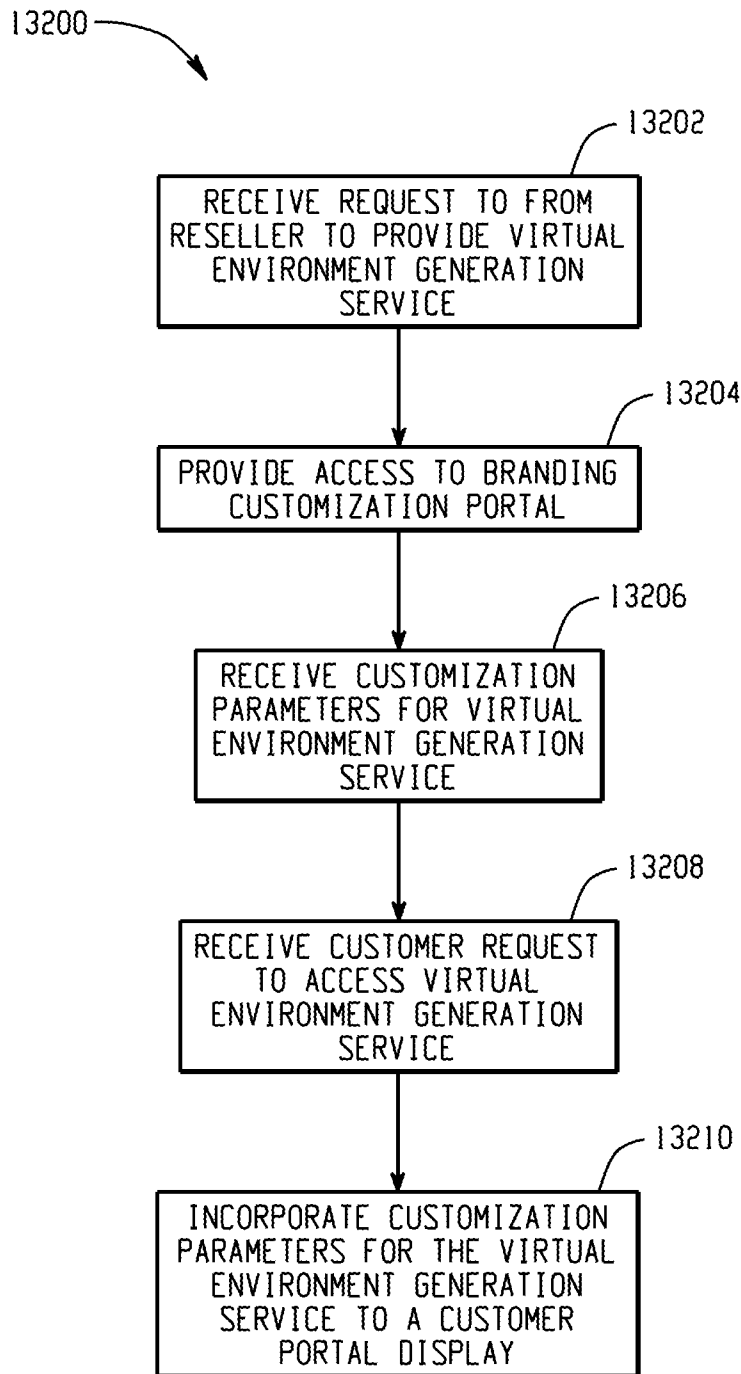 13200
13202
RECEIVE REQUEST TO FROM
RESELLER TO PROVIDE VIRTUAL
ENVIRONMENT GENERATION
SERVICE
13204
PROVIDE ACCESS TO BRANDING
CUSTOMIZATION PORTAL
13206
RECEIVE CUSTOMIZATION
PARAMETERS FOR VIRTUAL
ENVIRONMENT GENERATION
SERVICE
13208
RECEIVE CUSTOMER REQUEST
TO ACCESS VIRTUAL
ENVIRONMENT GENERATION
SERVICE
13210
INCORPORATE CUSTOMIZATION
PARAMETERS FOR THE VIRTUAL
ENVIRONMENT GENERATION
SERVICE TO A CUSTOMER
PORTAL DISPLAY